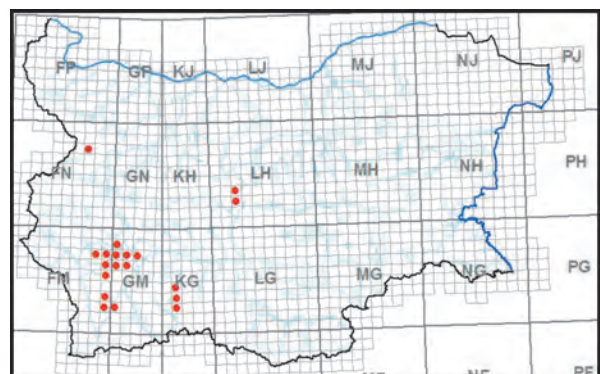 FP GP KJ LJ MJ NJ PJ
FN GN KH LH MH NH PH
FM GM KG LG MG NG PG